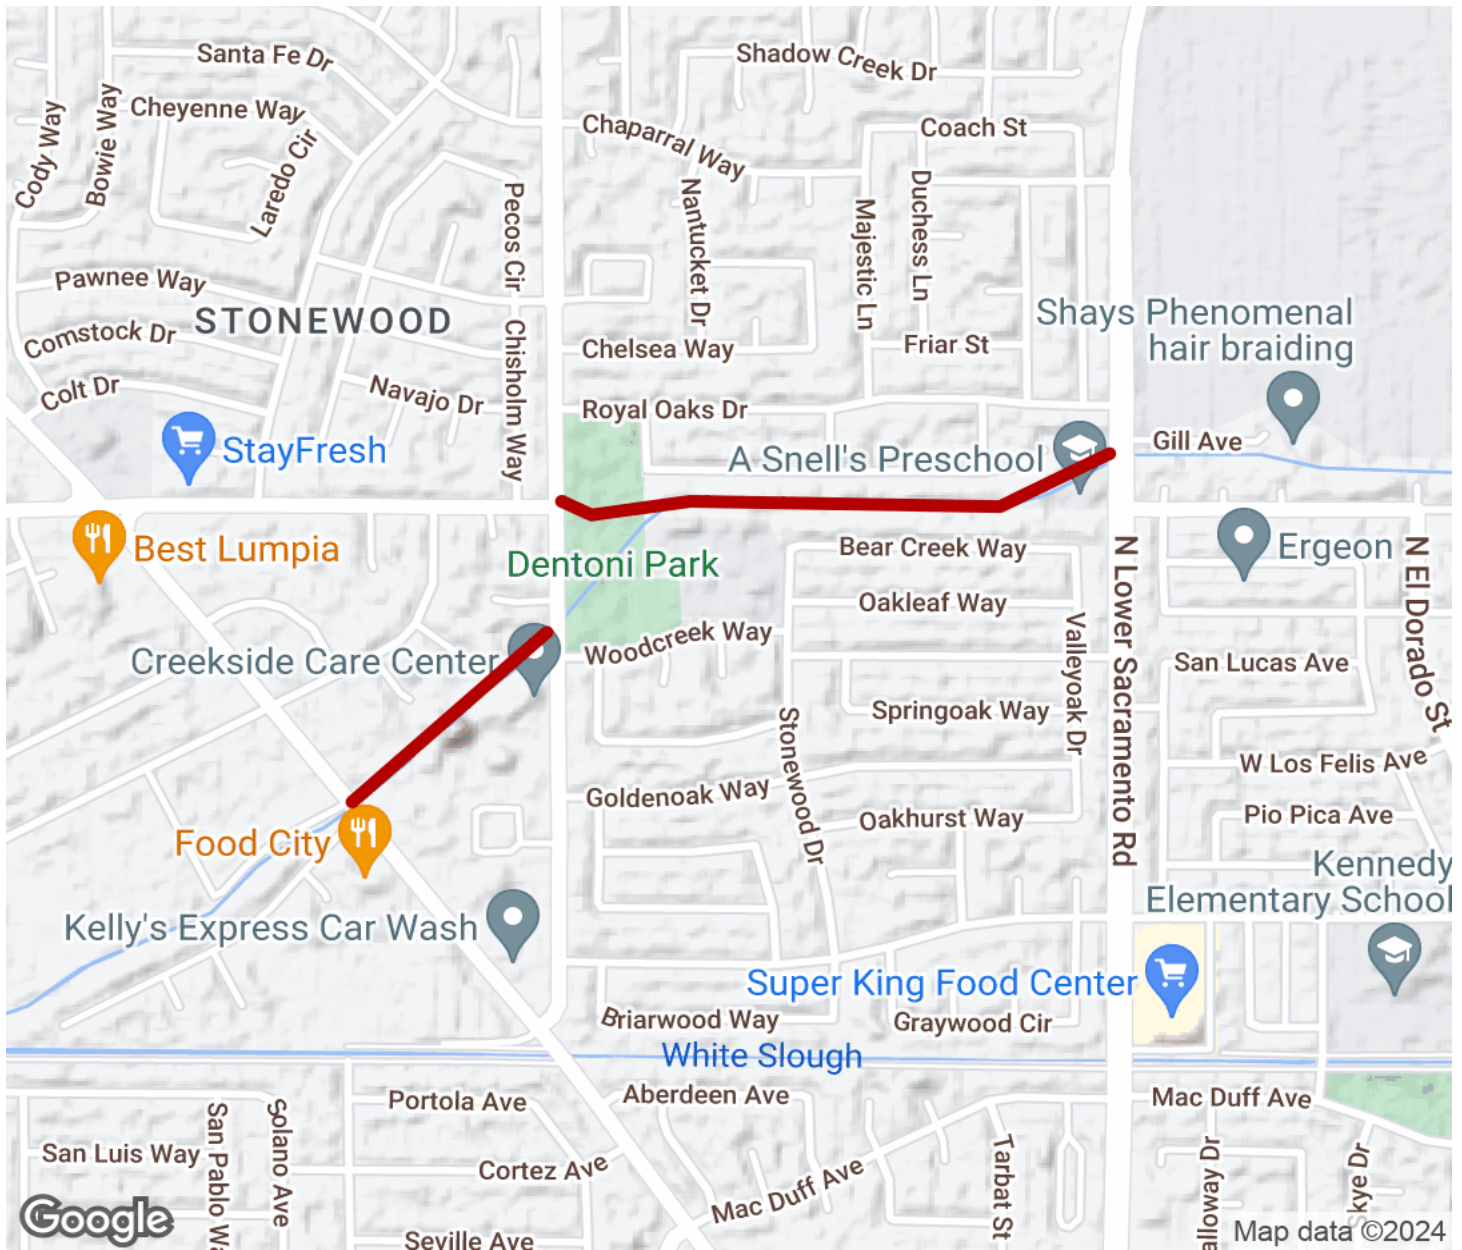 Santa Fe Dr
Shadow Creek Dr
Cody Way
Bowie Way
Cheyenne Way
Laredo Cir
Chaparral Way
Coach St
Pecos Cir
Nantucket Dr
Majestic Ln
Duchess Ln
Pawnee Way
STONEWOOD
Comstock Dr
Chisholm Way
Chelsea Way
Friar St
Shays Phenomenal
hair braiding
Colt Dr
Navajo Dr
Royal Oaks Dr
StayFresh
A Snell's Preschool
Gill Ave
Best Lumpia
Dentoni Park
Bear Creek Way
N Lower Sacramento Rd
Ergeon
N El Dorado St
Oakleaf Way
Valleyoak Dr
Creekside Care Center
Woodcreek Way
San Lucas Ave
Springoak Way
Stonewood Dr
W Los Felis Ave
Goldenoak Way
Oakhurst Way
Pio Pica Ave
Food City
Kennedy
Elementary School
Kelly's Express Car Wash
Super King Food Center
Briarwood Way
Graywood Cir
White Slough
Portola Ave
Aberdeen Ave
Mac Duff Ave
San Luis Way
San Pablo Wa
Solano Ave
Cortez Ave
Mac Duff Ave
Tarbat St
alloway Dr
Skye Dr
Seville Ave
Google
Map data ©2024